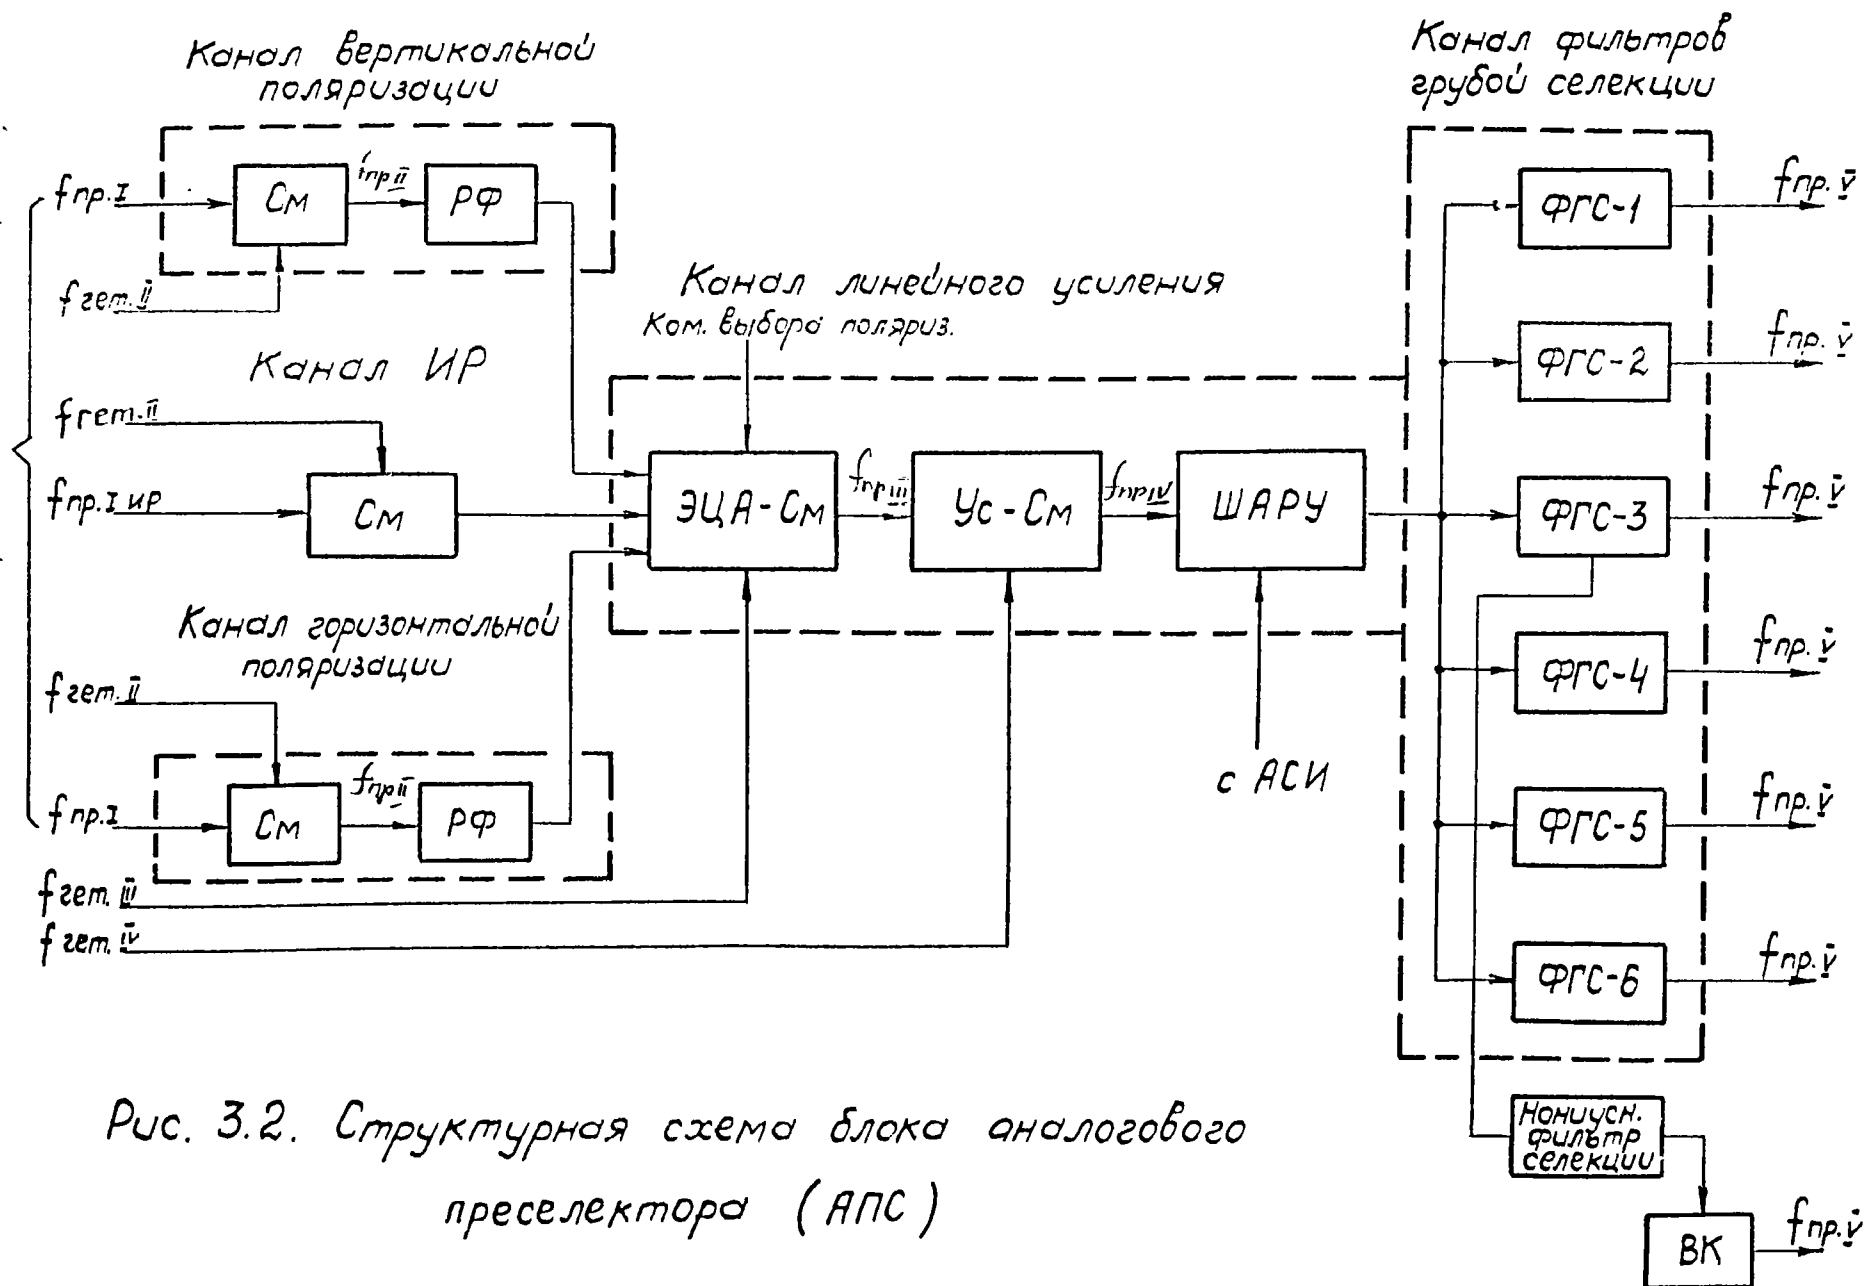 Канал вертикальной
поляризации
Канал фильтров
грубой селекции
fпр.I
См
fпр II
РФ
fгет. II
Канал ИР
fгет. II
fпр.I ИР
См
Канал горизонтальной
поляризации
fгет. II
fпр.I
См
fпр II
РФ
fгет. III
fгет. IV
Канал линейного усиления
Ком. выбора поляриз.
ЭЦА-См
fпр III
Ус-См
fпр IV
ШАРУ
с АСИ
ФГС-1
fпр. V
ФГС-2
fпр. V
ФГС-3
fпр. V
ФГС-4
fпр. V
ФГС-5
fпр. V
ФГС-6
fпр. V
Нониусн.
фильтр
селекции
ВК
fпр. V
Рис. 3.2. Структурная схема блока аналогового
преселектора (АПС)